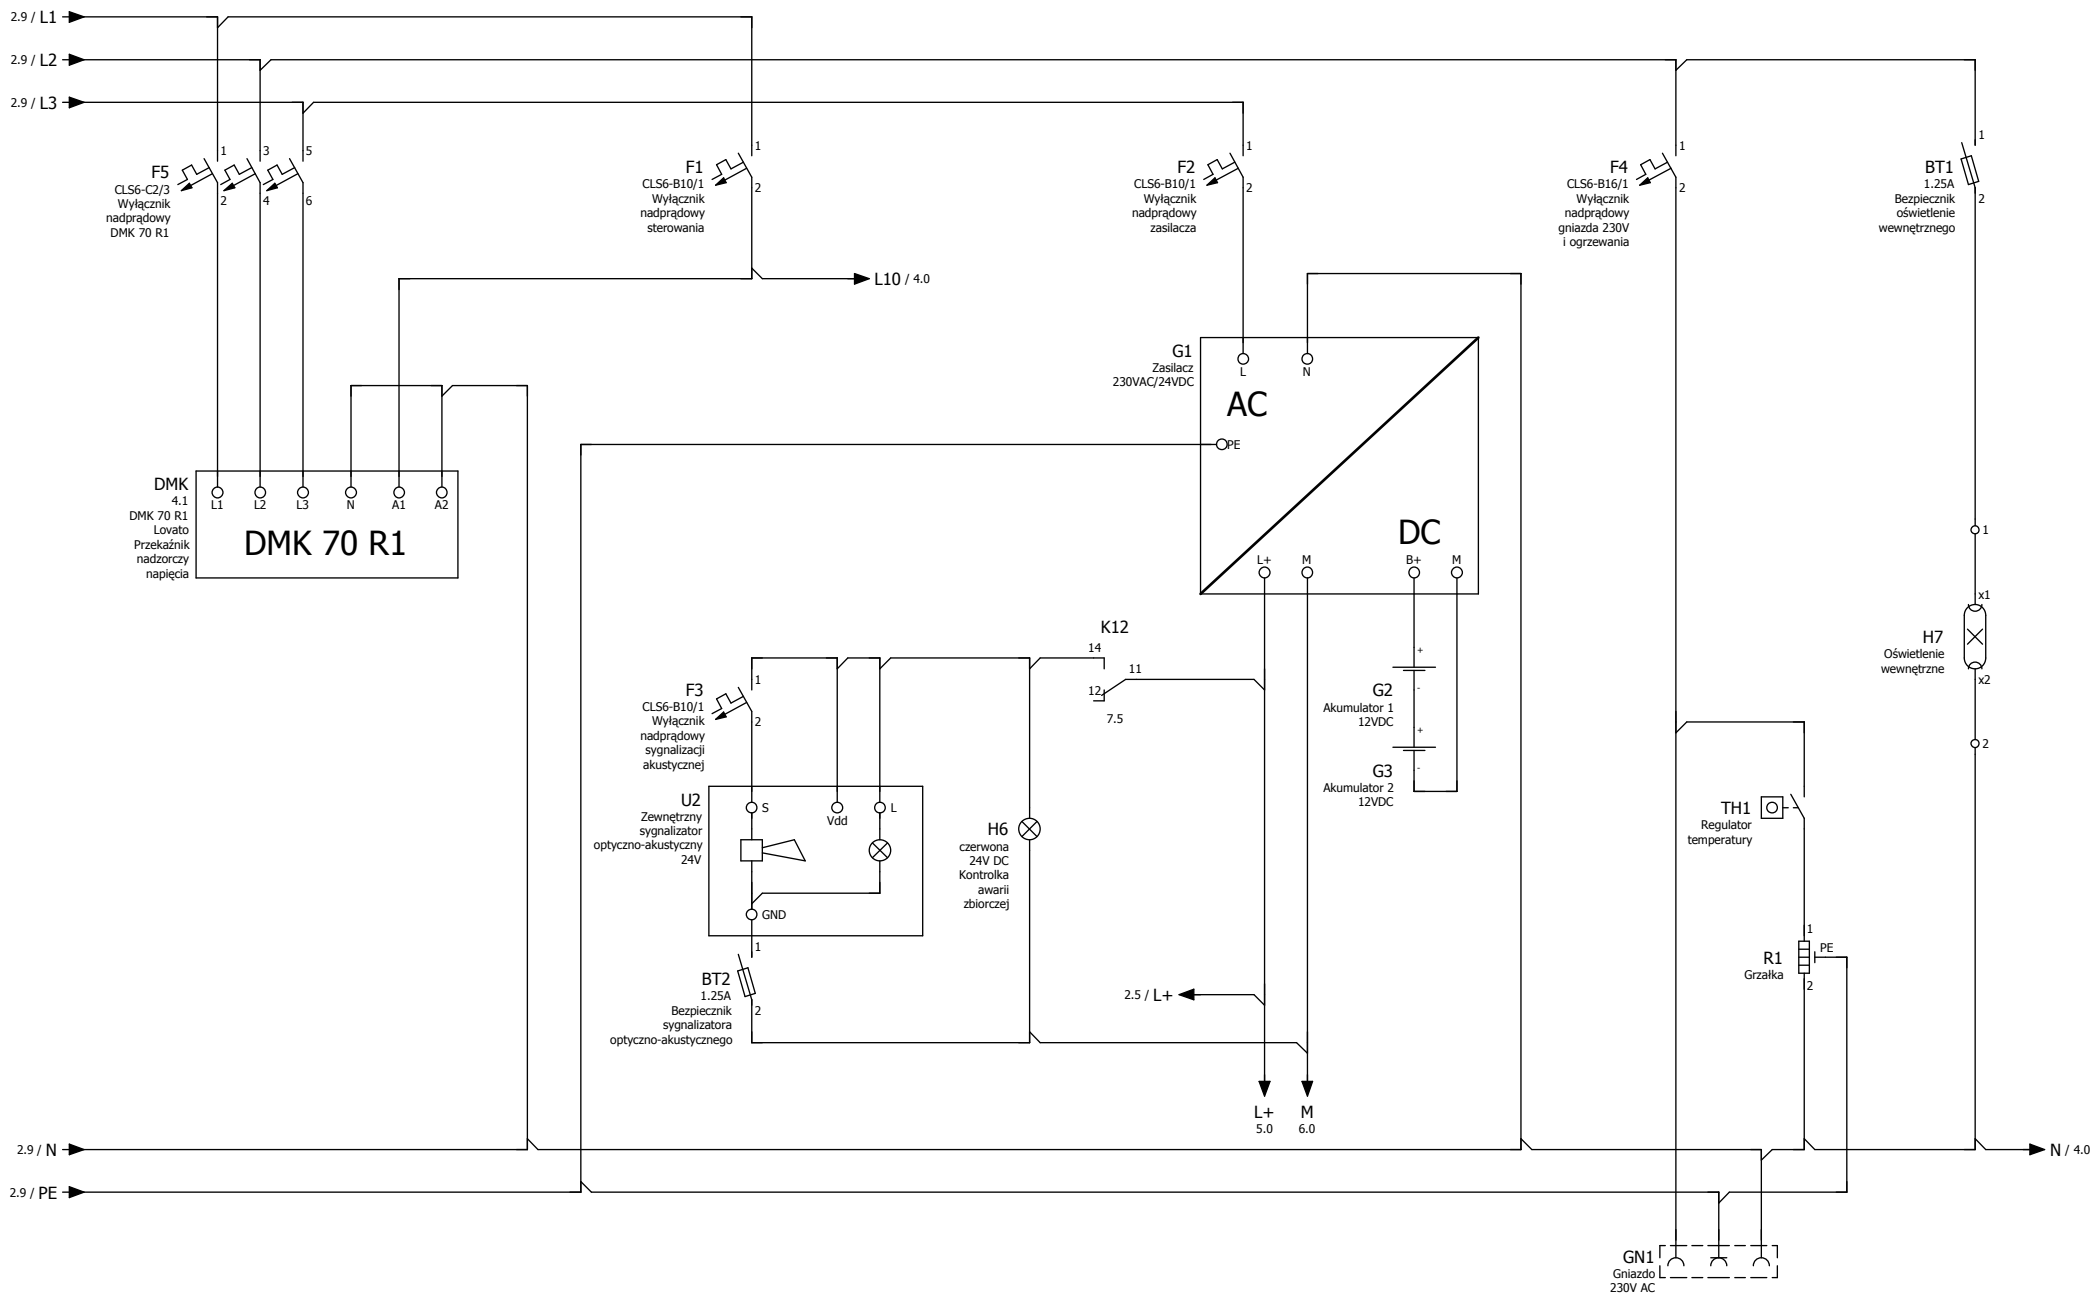 2.9 / L1
2.9 / L2
2.9 / L3
F5
CLS6-C2/3
Wyłącznik
nadprądowy
DMK 70 R1
1
2
3
4
5
6
F1
CLS6-B10/1
Wyłącznik
nadprądowy
sterowania
1
2
F2
CLS6-B10/1
Wyłącznik
nadprądowy
zasilacza
1
2
F4
CLS6-B16/1
Wyłącznik
nadprądowy
gniazda 230V
i ogrzewania
1
2
BT1
1.25A
Bezpiecznik
oświetlenie
wewnętrznego
1
2
L10 / 4.0
G1
Zasilacz
230VAC/24VDC
L
N
AC
PE
DC
L+
M
B+
M
DMK
4.1
DMK 70 R1
Lovato
Przekaźnik
nadzorczy
napięcia
L1
L2
L3
N
A1
A2
DMK 70 R1
1
x1
H7
Oświetlenie
wewnętrzne
x2
2
K12
14
11
12
7.5
+
-
G2
Akumulator 1
12VDC
+
-
G3
Akumulator 2
12VDC
F3
CLS6-B10/1
Wyłącznik
nadprądowy
sygnalizacji
akustycznej
1
2
U2
Zewnętrzny
sygnalizator
optyczno-akustyczny
24V
S
Vdd
L
GND
H6
czerwona
24V DC
Kontrolka
awarii
zbiorczej
TH1
Regulator
temperatury
1
R1
Grzałka
PE
2
BT2
1.25A
Bezpiecznik
sygnalizatora
optyczno-akustycznego
1
2
2.5 / L+
L+
5.0
M
6.0
2.9 / N
N / 4.0
2.9 / PE
GN1
Gniazdo
230V AC